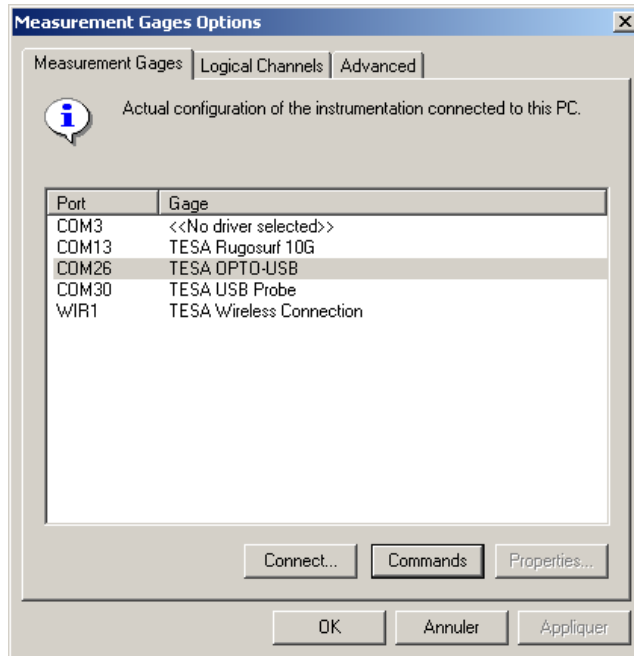 Measurement Gages Options
Measurement Gages Logical Channels Advanced
Actual configuration of the instrumentation connected to this PC.
Port Gage
COM3 <<No driver selected>>
COM13 TESA Rugosurf 10G
COM26 TESA OPTO-USB
COM30 TESA USB Probe
WIR1 TESA Wireless Connection
Connect... Commands Properties...
OK Annuler Appliquer